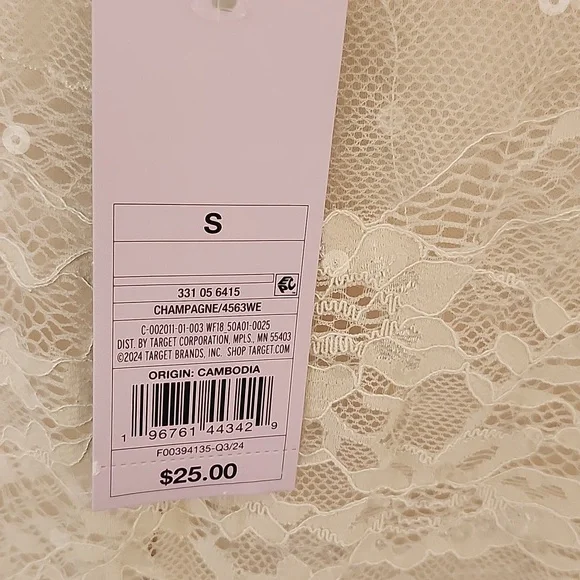 S
331 05 6415
CHAMPAGNE/4563WE
C-002011-01-003 WF18 50A01-0025
DIST. BY TARGET CORPORATION, MPLS, MN 55403
©2024 TARGET BRANDS, INC. SHOP TARGET.COM
ORIGIN: CAMBODIA
1 96761 44342 9
F00394135-Q3/24
$25.00